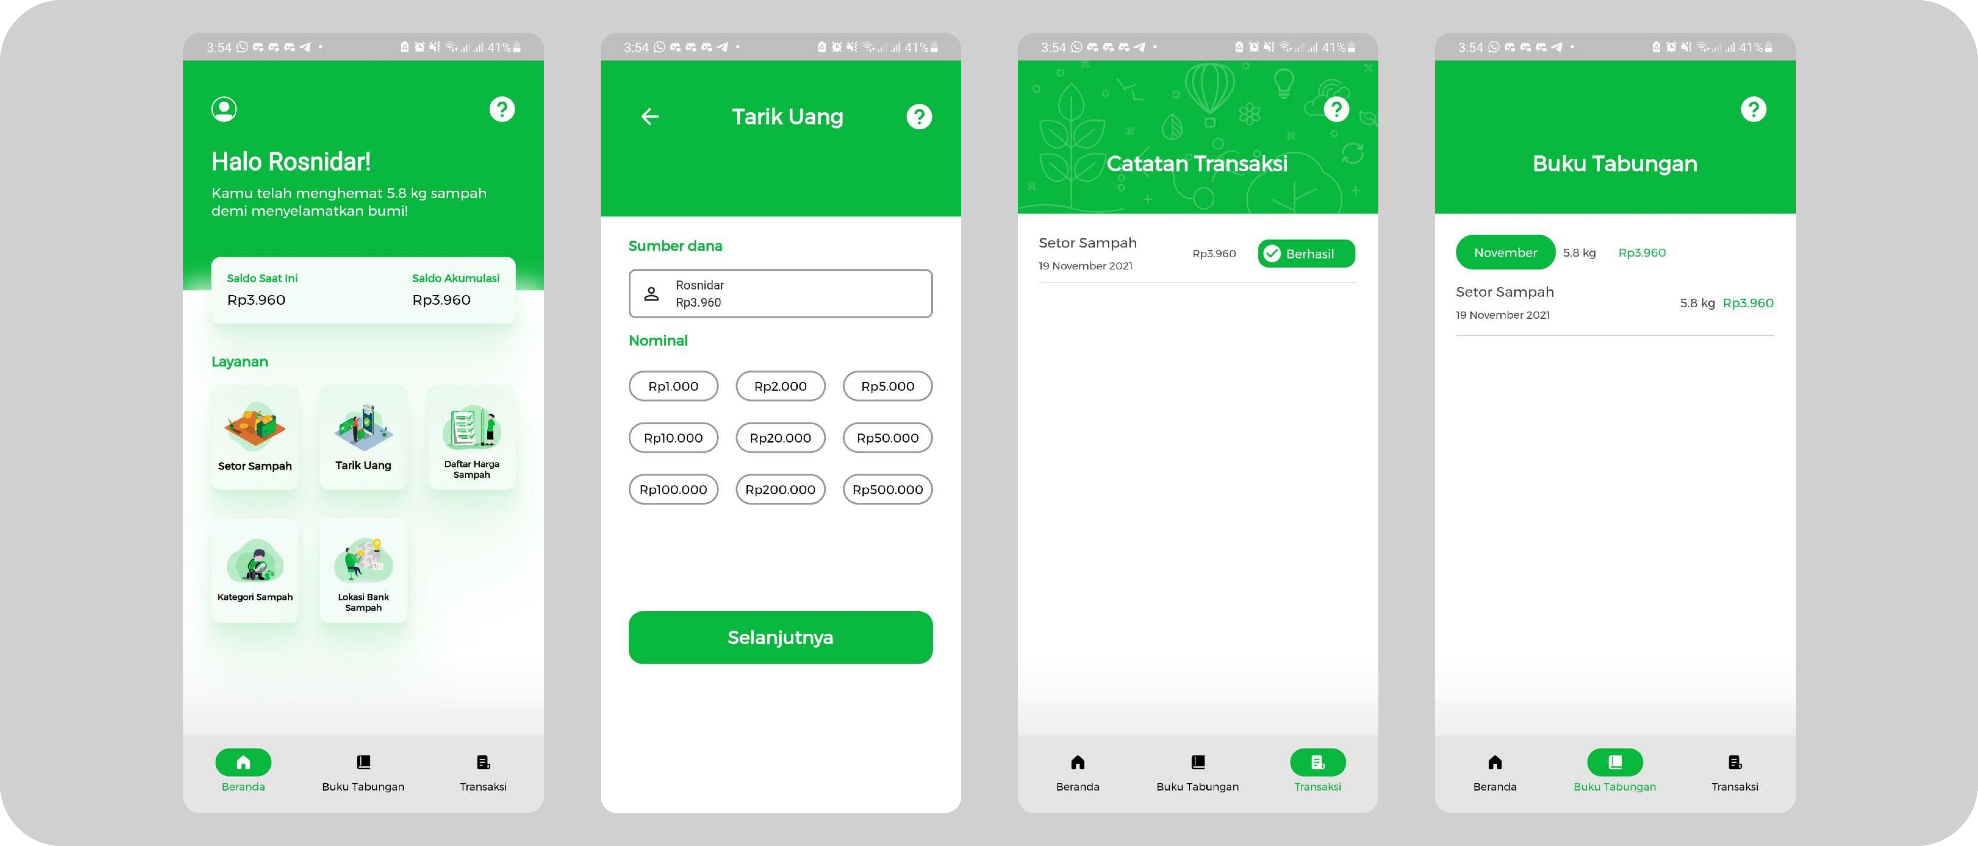 3:54
41%
Halo Rosnidar!
Kamu telah menghemat 5.8 kg sampah
demi menyelamatkan bumi!
Saldo Saat Ini
Saldo Akumulasi
Rp3.960
Rp3.960
Layanan
Setor Sampah
Tarik Uang
Daftar Harga
Sampah
Kategori Sampah
Lokasi Bank
Sampah
Beranda
Buku Tabungan
Transaksi
3:54
41%
Tarik Uang
Sumber dana
Rosnidar
Rp3.960
Nominal
Rp1.000
Rp2.000
Rp5.000
Rp10.000
Rp20.000
Rp50.000
Rp100.000
Rp200.000
Rp500.000
Selanjutnya
3:54
41%
Catatan Transaksi
Setor Sampah
19 November 2021
Rp3.960
Berhasil
Beranda
Buku Tabungan
Transaksi
3:54
41%
Buku Tabungan
November
5.8 kg
Rp3.960
Setor Sampah
19 November 2021
5.8 kg
Rp3.960
Beranda
Buku Tabungan
Transaksi